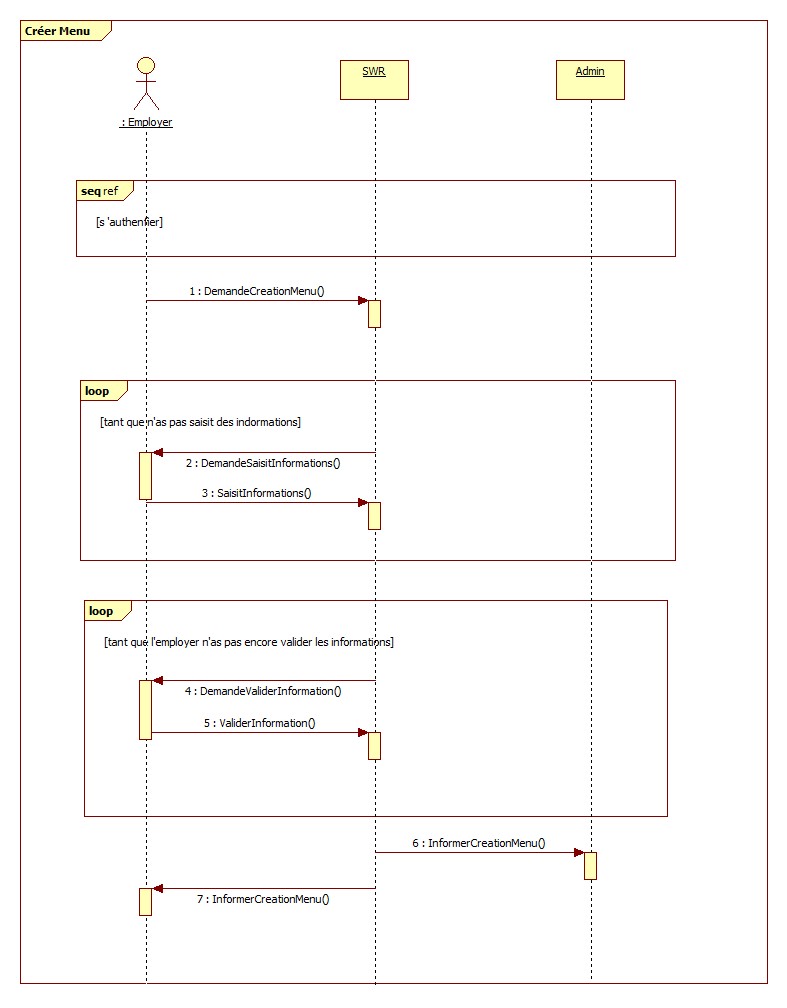 Créer Menu
SWR
Admin
: Employer
seq ref
[s 'authenfier]
1 : DemandeCreationMenu()
loop
[tant que n'as pas saisit des indormations]
2 : DemandeSaisitInformations()
3 : SaisitInformations()
loop
[tant que l'employer n'as pas encore valider les informations]
4 : DemandeValiderInformation()
5 : ValiderInformation()
6 : InformerCreationMenu()
7 : InformerCreationMenu()